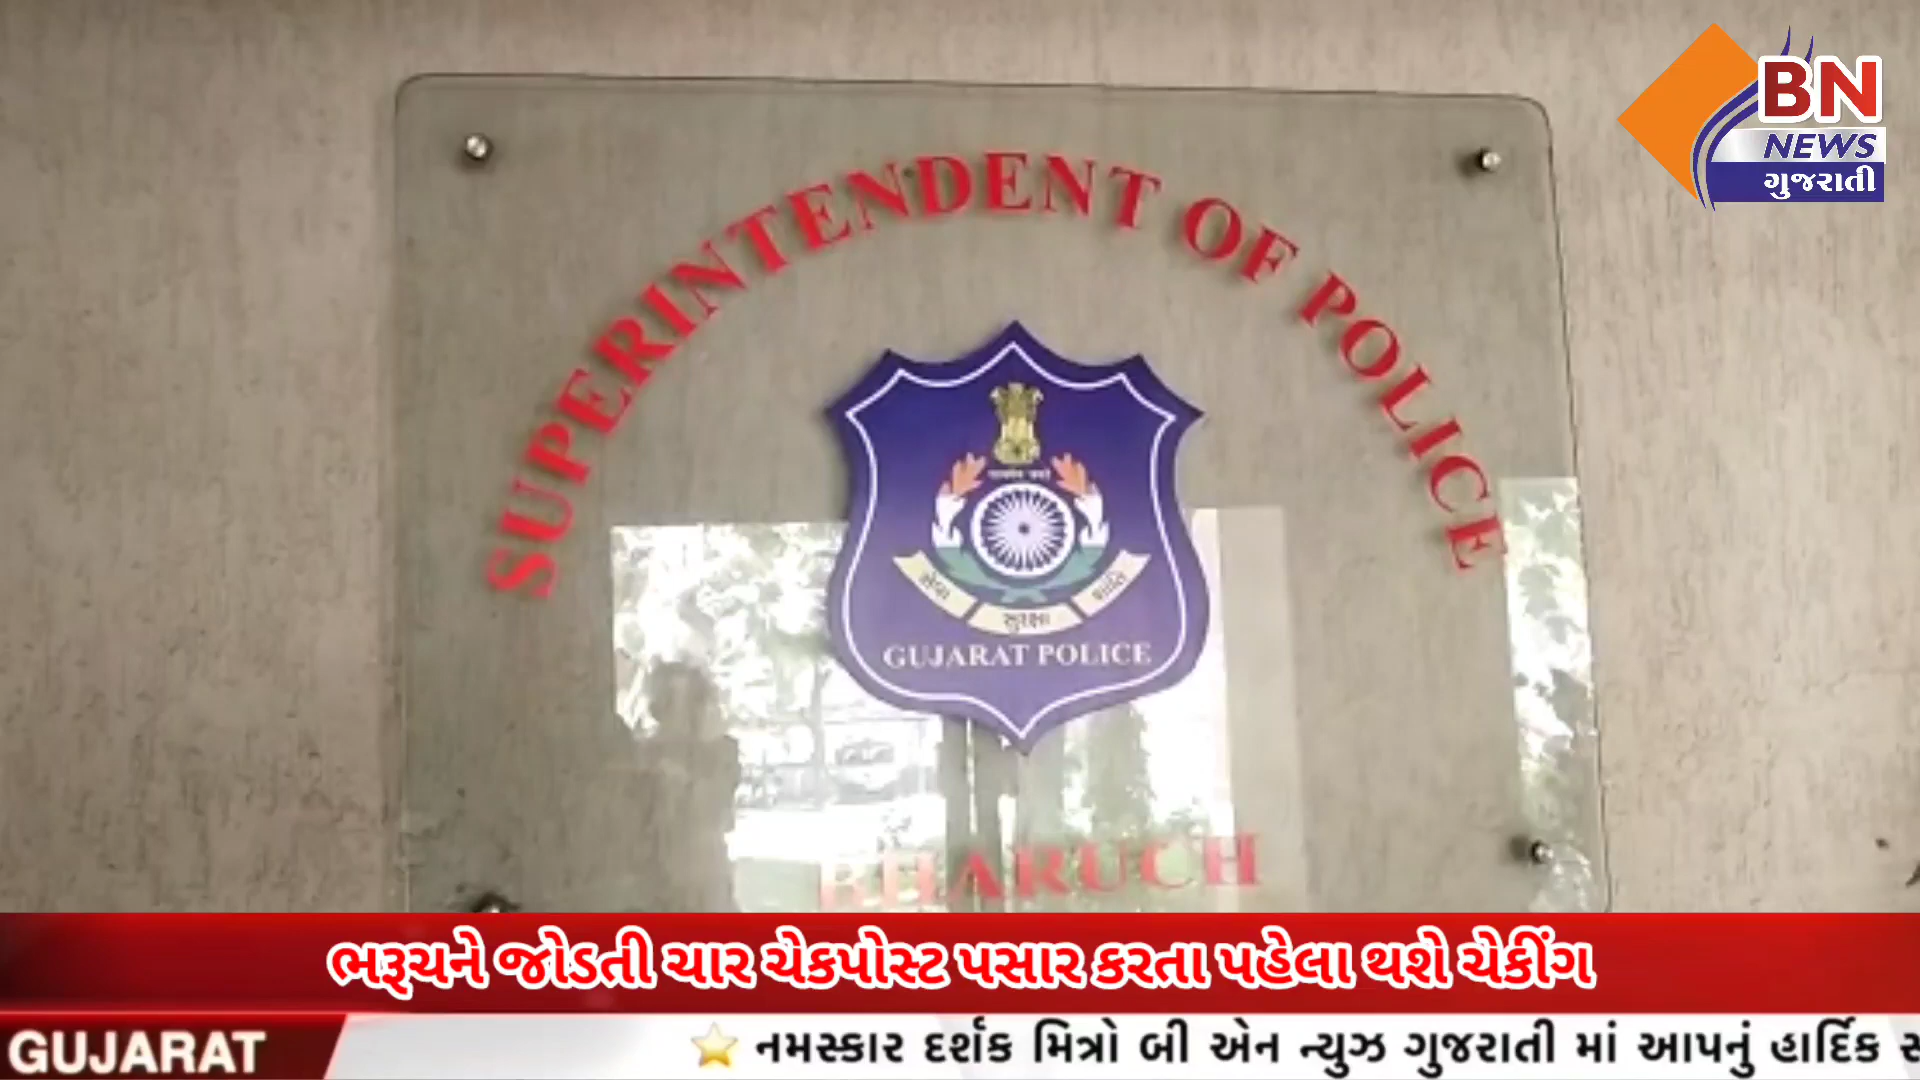 BN
NEWS
ગુજરાતી
SUPERINTENDENT OF POLICE
સેવા
સુરક્ષા
શાંતિ
GUJARAT POLICE
BHARUCH
ભરૂચને જોડતી ચાર ચેકપોસ્ટ પસાર કરતા પહેલા થશે ચેકીંગ
GUJARAT
નમસ્કાર દર્શક મિત્રો બી એન ન્યુઝ ગુજરાતી માં આપનું હાર્દિક